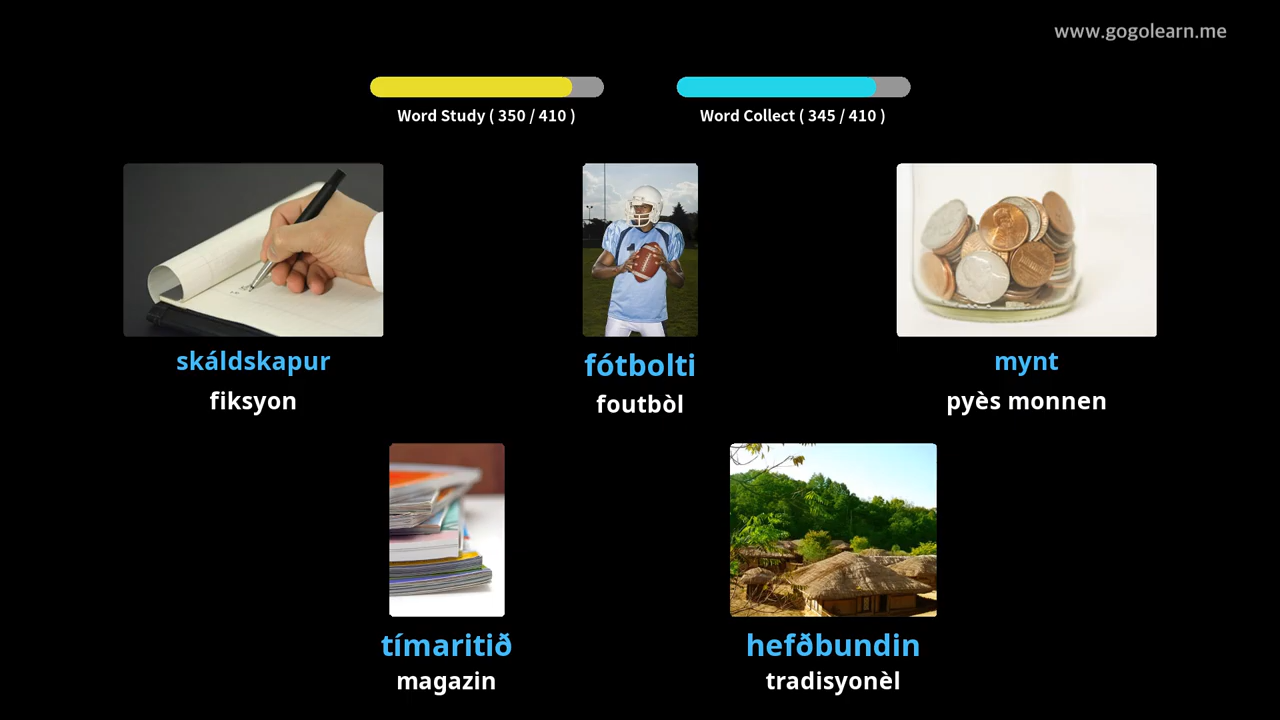 www.gogolearn.me
Word Study ( 350 / 410 )
Word Collect ( 345 / 410 )
skáldskapur
fiksyon
fótbolti
foutbòl
mynt
pyès monnen
tímaritið
magazin
hefðbundin
tradisyonèl